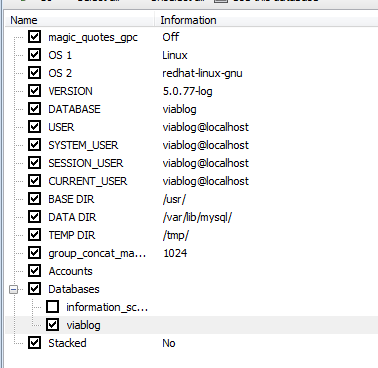 Name Information
magic_quotes_gpc Off
OS 1 Linux
OS 2 redhat-linux-gnu
VERSION 5.0.77-log
DATABASE viablog
USER viablog@localhost
SYSTEM_USER viablog@localhost
SESSION_USER viablog@localhost
CURRENT_USER viablog@localhost
BASE DIR /usr/
DATA DIR /var/lib/mysql/
TEMP DIR /tmp/
group_concat_ma... 1024
Accounts
Databases
information_sc...
viablog
Stacked No